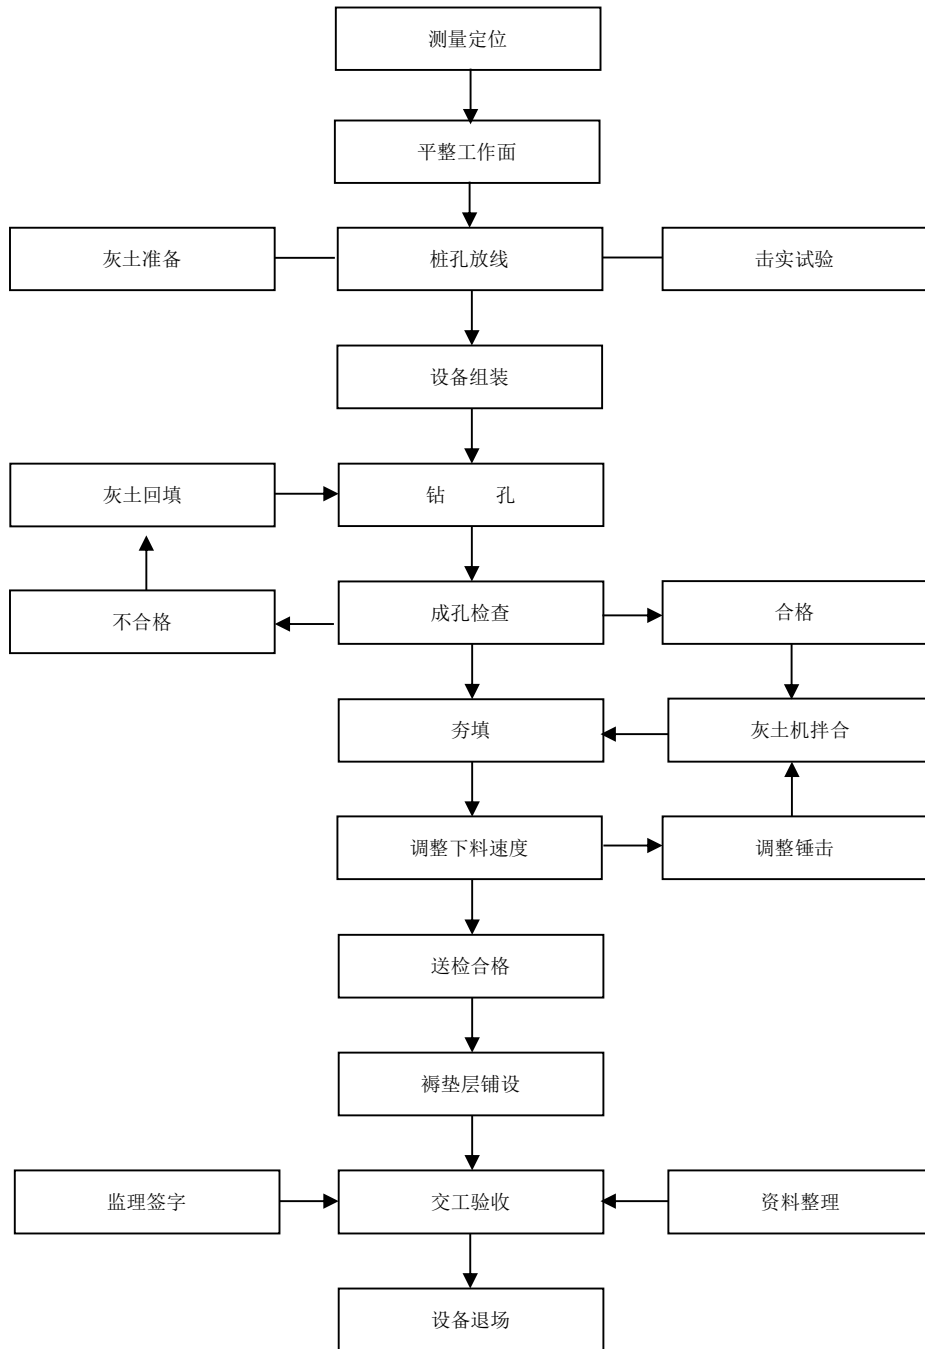 测量定位
平整工作面
灰土准备
桩孔放线
击实试验
设备组装
灰土回填
钻 孔
不合格
成孔检查
合格
夯填
灰土机拌合
调整下料速度
调整锤击
送检合格
褥垫层铺设
监理签字
交工验收
资料整理
设备退场